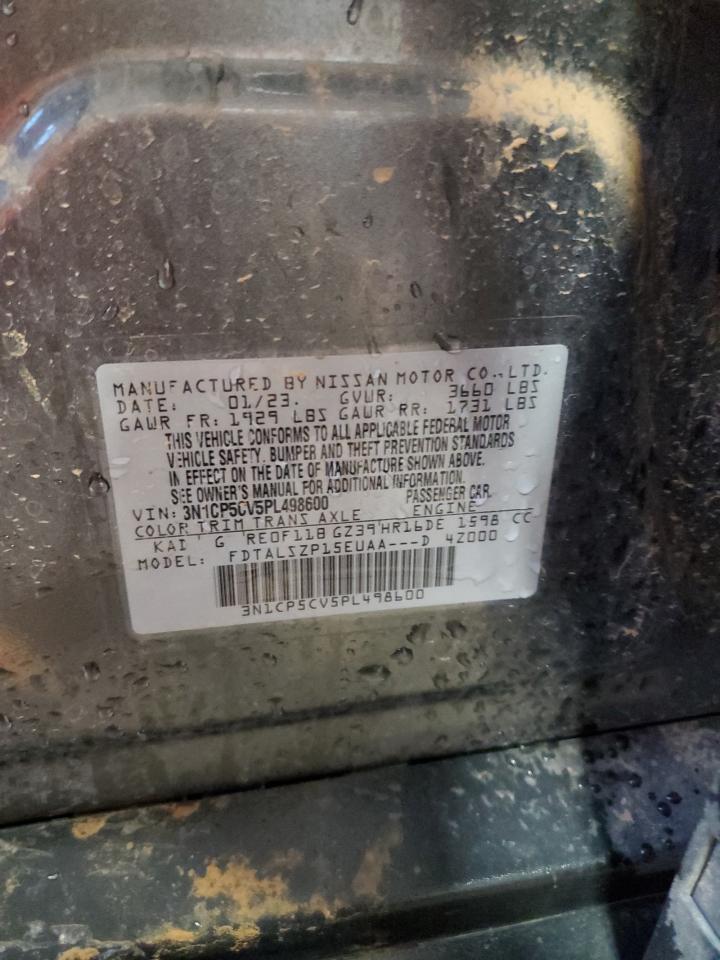 MANUFACTURED BY NISSAN MOTOR CO.,LTD.
DATE: 01/23. GVWR: 3660 LBS
GAWR FR: 1929 LBS GAWR RR: 1731 LBS
THIS VEHICLE CONFORMS TO ALL APPLICABLE FEDERAL MOTOR
VEHICLE SAFETY, BUMPER AND THEFT PREVENTION STANDARDS
IN EFFECT ON THE DATE OF MANUFACTURE SHOWN ABOVE.
SEE OWNER'S MANUAL FOR ADDITIONAL INFORMATION.
VIN: 3N1CP5CV5PL498600 PASSENGER CAR
COLOR TRIM TRANS AXLE ENGINE
KAI G RE0F11B GZ39 HR16DE 1598 CC
MODEL: FDTALSZP15EUAA---D 4Z000
3N1CP5CV5PL498600